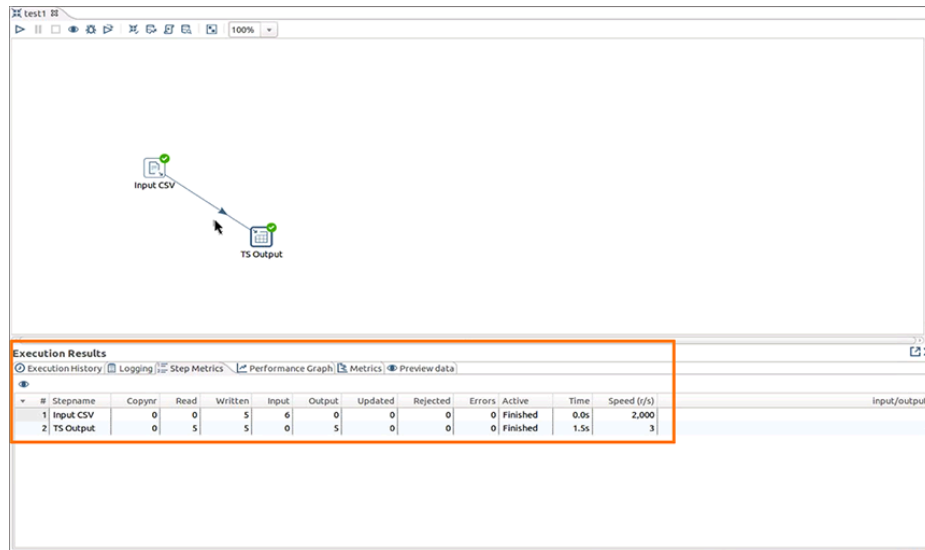 test1
100%
Input CSV
TS Output
Execution Results
Execution History Logging Step Metrics Performance Graph Metrics Preview data
# Stepname Copynr Read Written Input Output Updated Rejected Errors Active Time Speed (r/s) input/output
1 Input CSV 0 0 5 6 0 0 0 0 Finished 0.0s 2,000
2 TS Output 0 5 5 0 5 0 0 0 Finished 1.5s 3